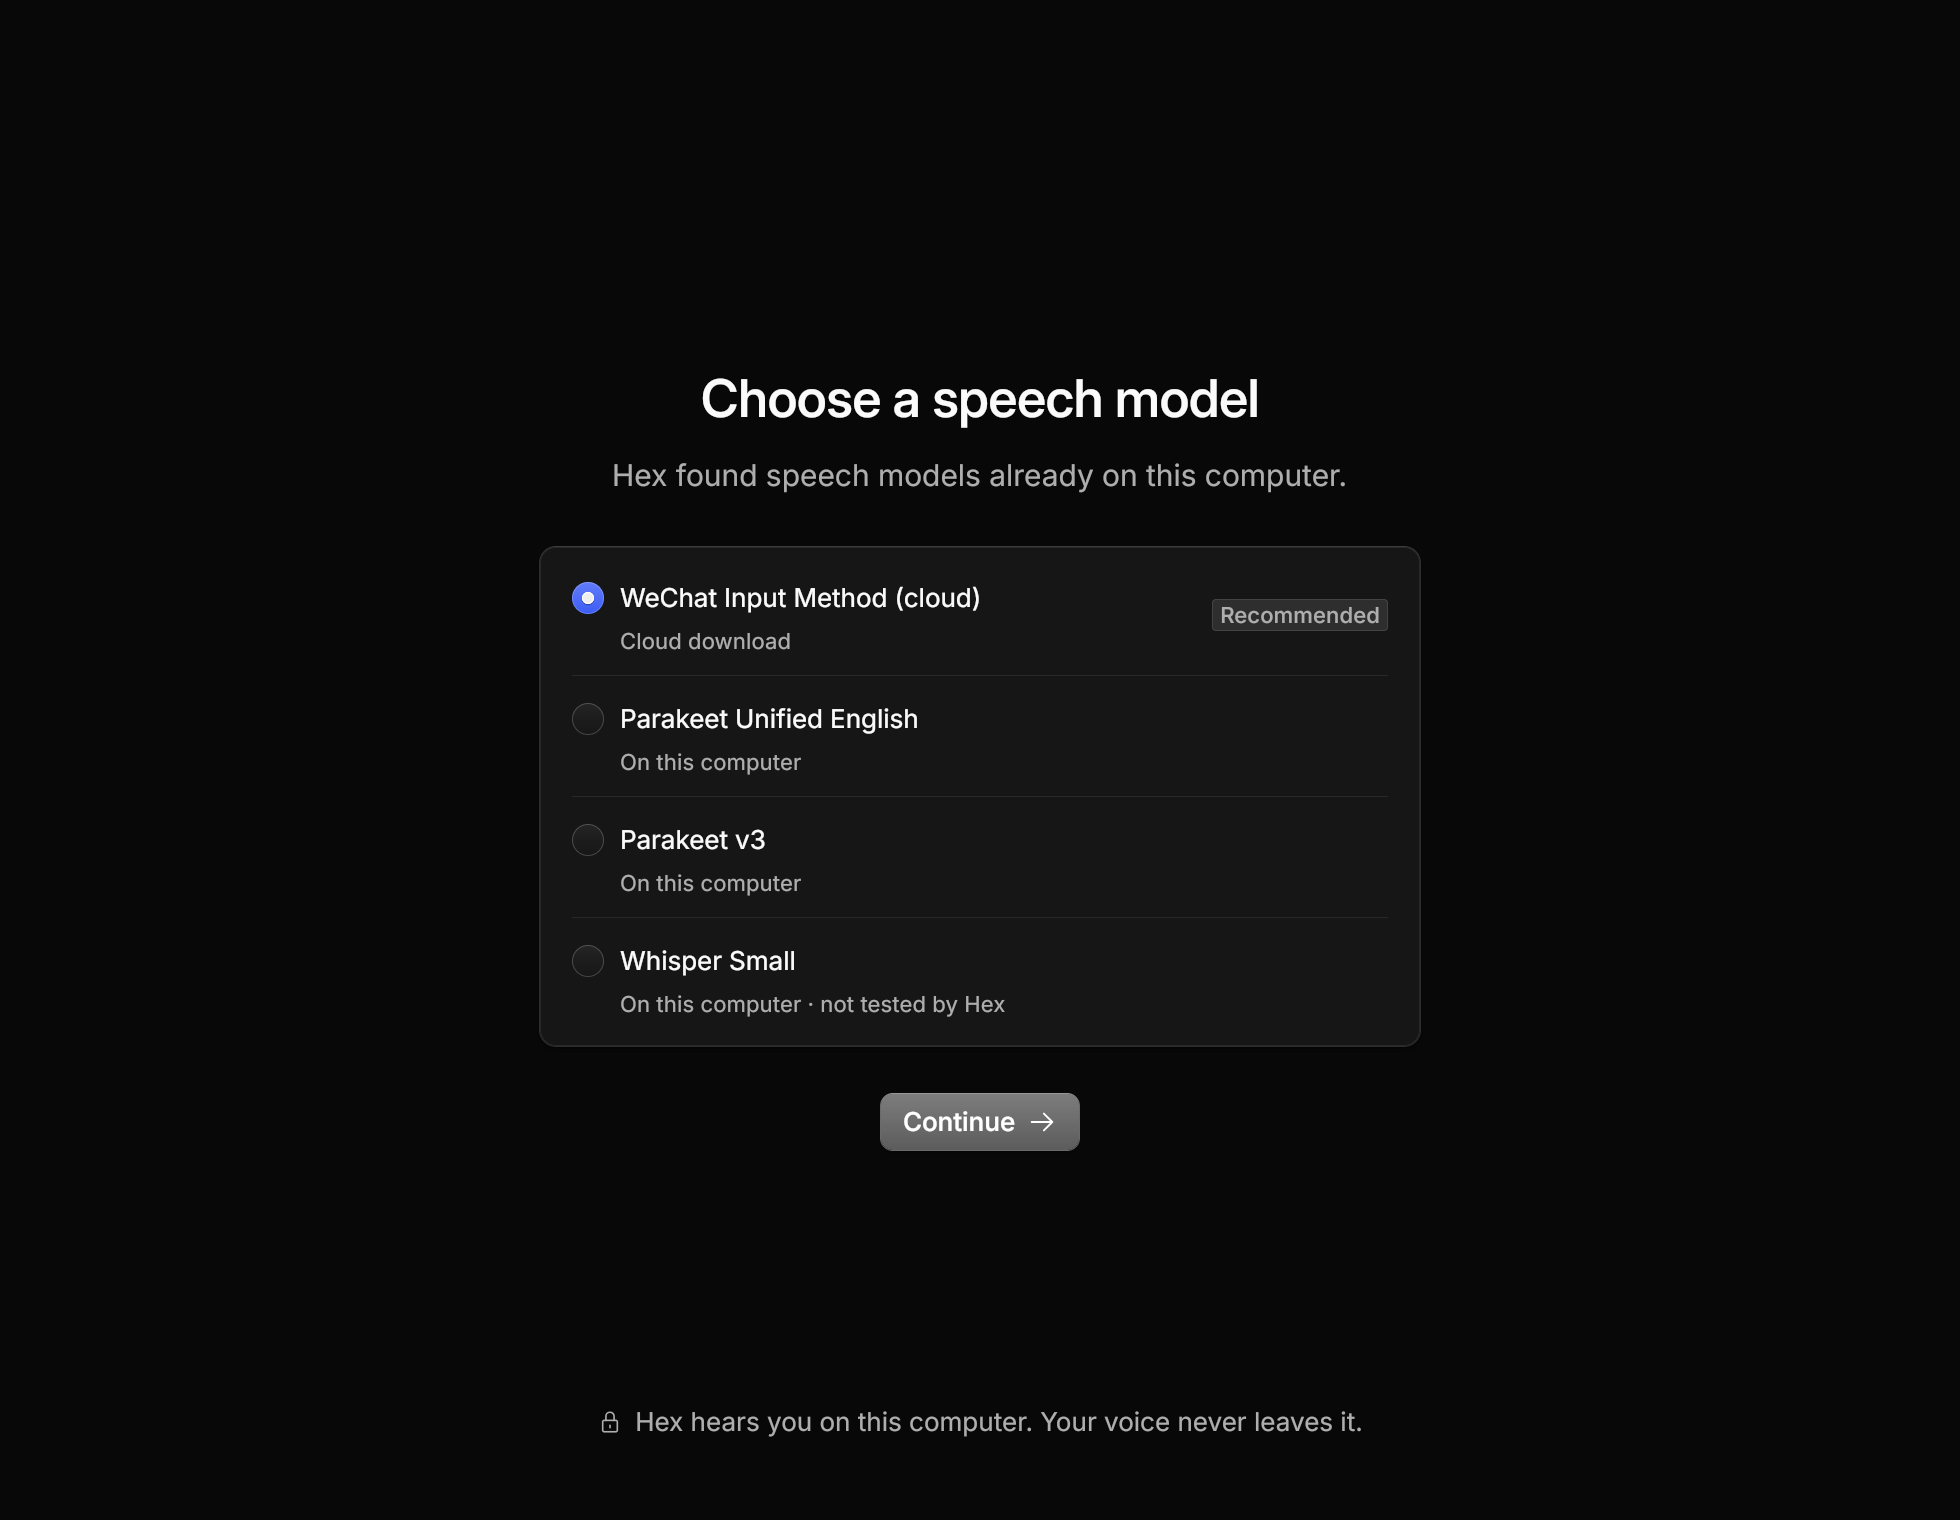 Choose a speech model
Hex found speech models already on this computer.
WeChat Input Method (cloud)
Recommended
Cloud download
Parakeet Unified English
On this computer
Parakeet v3
On this computer
Whisper Small
On this computer · not tested by Hex
Continue →
Hex hears you on this computer. Your voice never leaves it.